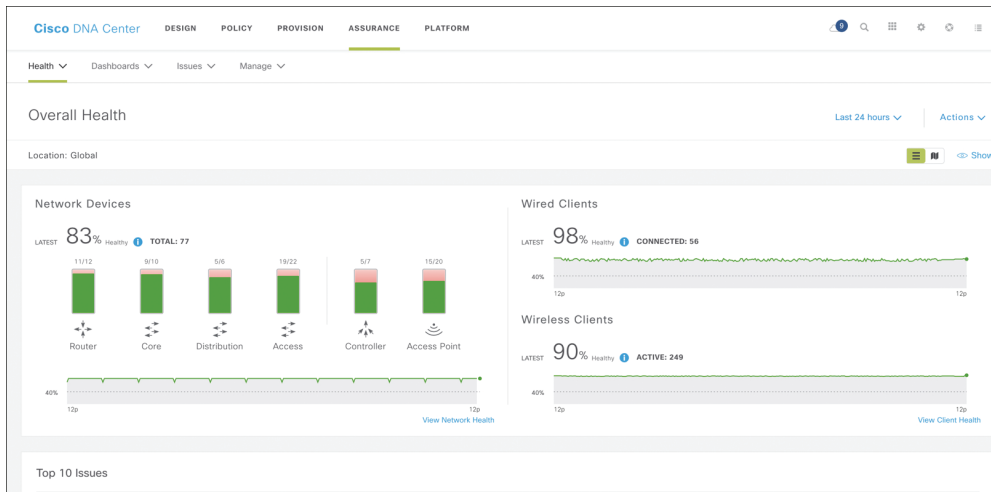 Cisco DNA Center DESIGN POLICY PROVISION ASSURANCE PLATFORM 9
Health Dashboards Issues Manage
Overall Health
Last 24 hours Actions
Location: Global
Show
Network Devices
LATEST 83% Healthy TOTAL: 77
11/12 9/10 5/6 19/22 5/7 15/20
Router Core Distribution Access Controller Access Point
40%
12p 12p
View Network Health
Wired Clients
LATEST 98% Healthy CONNECTED: 56
40%
12p 12p
Wireless Clients
LATEST 90% Healthy ACTIVE: 249
40%
12p 12p
View Client Health
Top 10 Issues